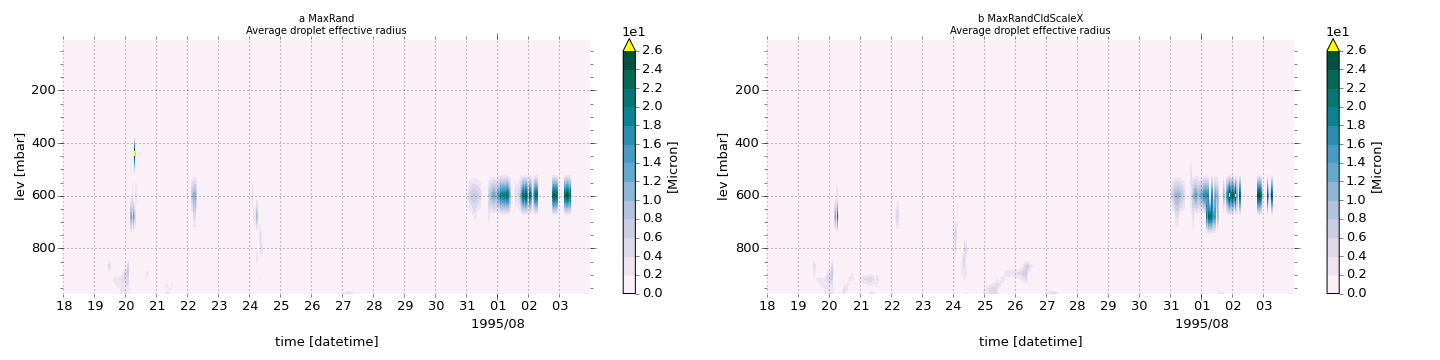 a MaxRand
Average droplet effective radius
1e1
2.6
2.4
2.2
2.0
1.8
1.6
1.4
1.2
1.0
0.8
0.6
0.4
0.2
0.0
[Micron]
200
400
600
800
lev [mbar]
18 19 20 21 22 23 24 25 26 27 28 29 30 31 01 02 03
1995/08
time [datetime]
b MaxRandCldScaleX
Average droplet effective radius
1e1
2.6
2.4
2.2
2.0
1.8
1.6
1.4
1.2
1.0
0.8
0.6
0.4
0.2
0.0
[Micron]
200
400
600
800
lev [mbar]
18 19 20 21 22 23 24 25 26 27 28 29 30 31 01 02 03
1995/08
time [datetime]